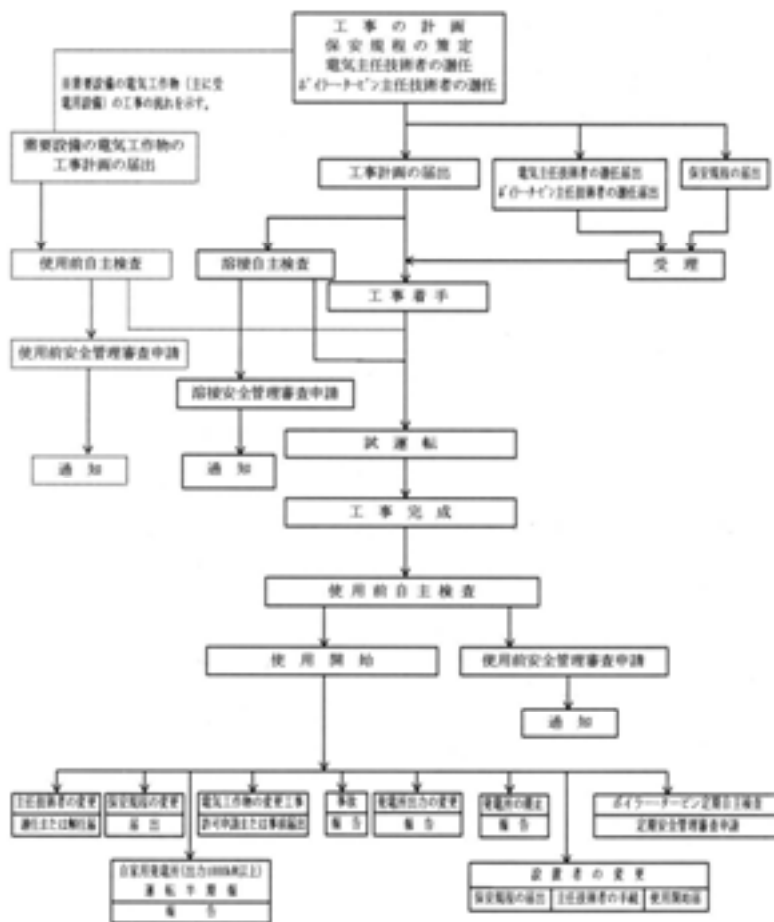 工事の計画
保安規程の策定
電気主任技術者の選任
ボイラー・タービン主任技術者の選任
需要設備の電気工作物(主に受
電用設備)の工事の流れを示す。
需要設備の電気工作物の
工事計画の届出
工事計画の届出
電気主任技術者の選任届出
ボイラー・タービン主任技術者の選任届出
保安規程の届出
使用前自主検査
溶接自主検査
受理
工事着手
使用前安全管理審査申請
溶接安全管理審査申請
試運転
通知
通知
工事完成
使用前自主検査
使用開始
使用前安全管理審査申請
通知
主任技術者の変更
選任または解任届
保安規程の変更
届出
電気工作物の変更工事
許可申請または事前届出
事故
報告
発電所出力の変更
報告
発電所の廃止
報告
ボイラー・タービン定期自主検査
定期安全管理審査申請
自家用発電所(出力1000kW以上)
運転半期報
報告
設置者の変更
保安規程の届出
主任技術者の手続
使用開始届